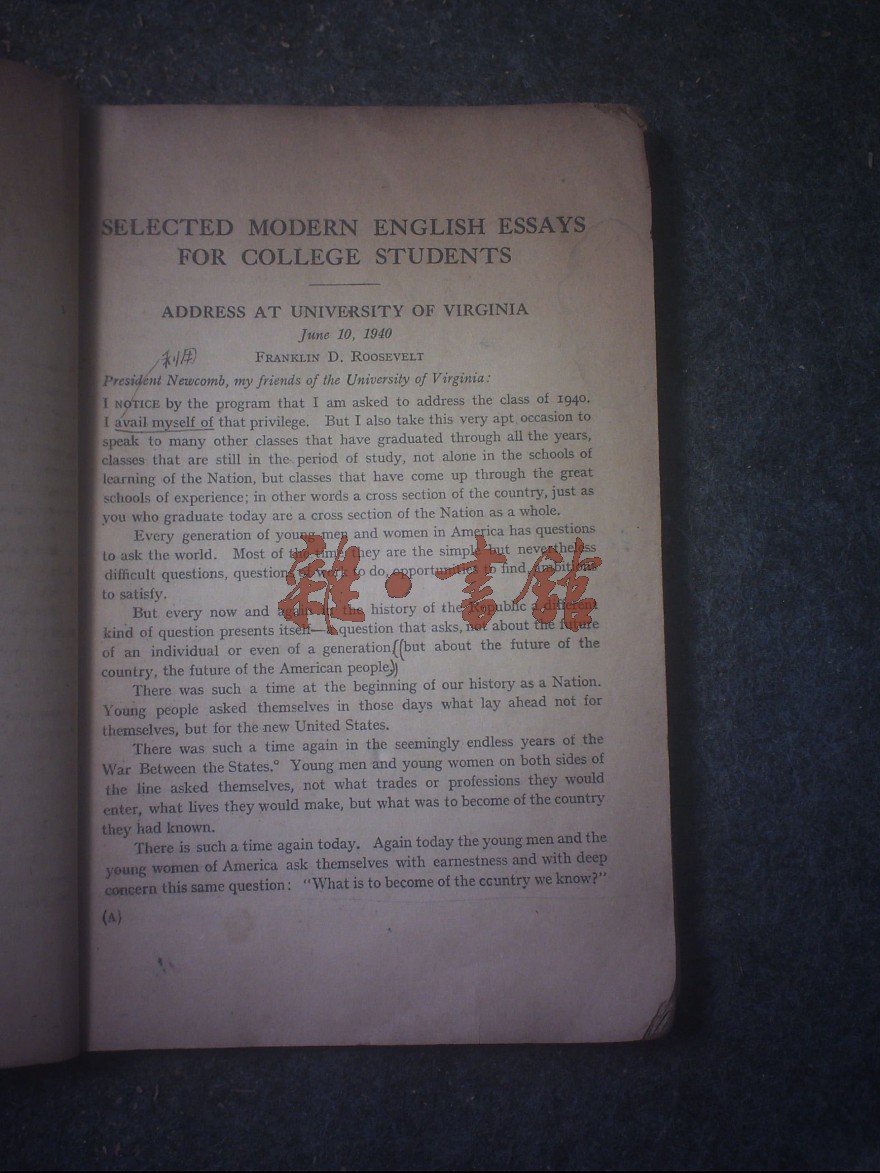 SELECTED MODERN ENGLISH ESSAYS
FOR COLLEGE STUDENTS
ADDRESS AT UNIVERSITY OF VIRGINIA
June 10, 1940
利用
FRANKLIN D. ROOSEVELT
President Newcomb, my friends of the University of Virginia:
I NOTICE by the program that I am asked to address the class of 1940.
I avail myself of that privilege. But I also take this very apt occasion to
speak to many other classes that have graduated through all the years,
classes that are still in the period of study, not alone in the schools of
learning of the Nation, but classes that have come up through the great
schools of experience; in other words a cross section of the country, just as
you who graduate today are a cross section of the Nation as a whole.
Every generation of young men and women in America has questions
to ask the world. Most of the time they are the simple but nevertheless
difficult questions, questions of work to do, opportunities to find, ambitions
to satisfy.
But every now and again in the history of the Republic a different
kind of question presents itself—a question that asks, not about the future
of an individual or even of a generation, but about the future of the
country, the future of the American people.
There was such a time at the beginning of our history as a Nation.
Young people asked themselves in those days what lay ahead not for
themselves, but for the new United States.
There was such a time again in the seemingly endless years of the
War Between the States.° Young men and young women on both sides of
the line asked themselves, not what trades or professions they would
enter, what lives they would make, but what was to become of the country
they had known.
There is such a time again today. Again today the young men and the
young women of America ask themselves with earnestness and with deep
concern this same question: "What is to become of the country we know?"
(A)
雜·書館